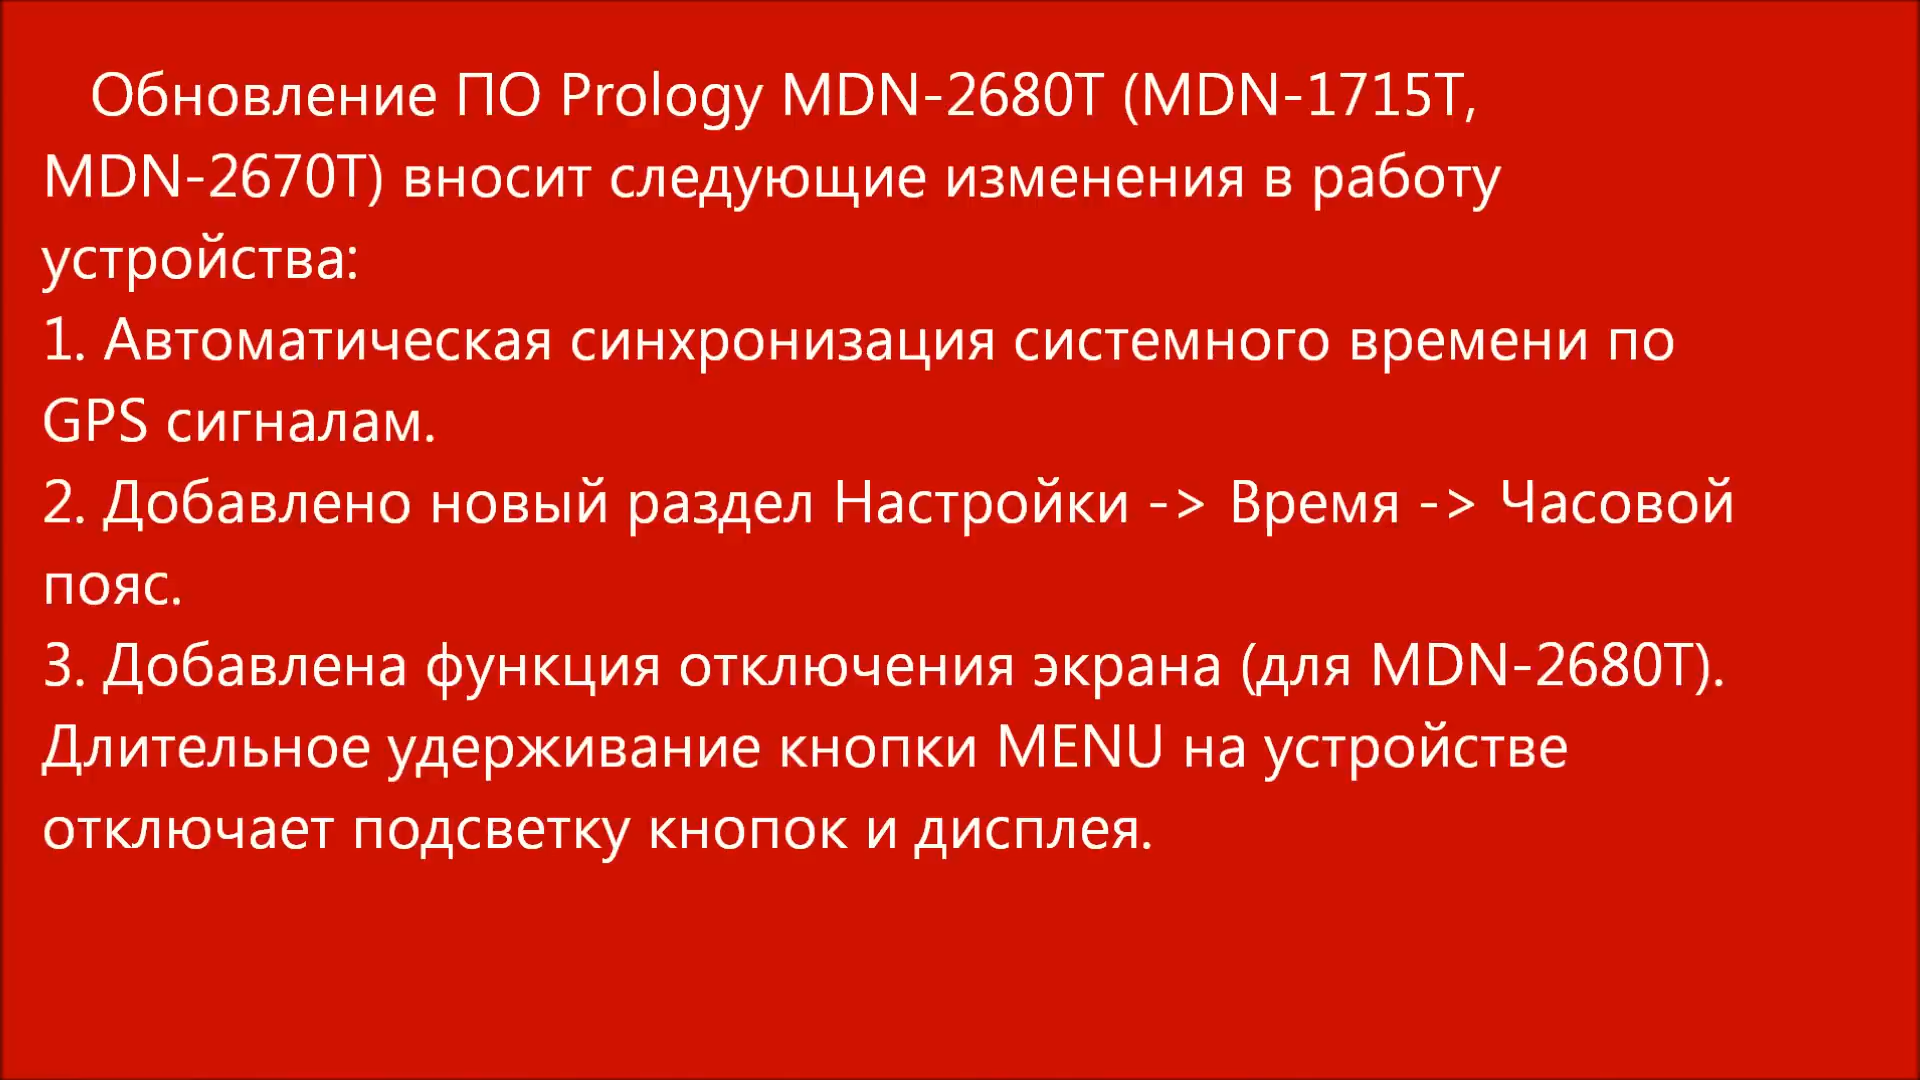 Обновление ПО Prology MDN-2680T (MDN-1715T,
MDN-2670T) вносит следующие изменения в работу
устройства:
1. Автоматическая синхронизация системного времени по
GPS сигналам.
2. Добавлено новый раздел Настройки -> Время -> Часовой
пояс.
3. Добавлена функция отключения экрана (для MDN-2680T).
Длительное удерживание кнопки MENU на устройстве
отключает подсветку кнопок и дисплея.